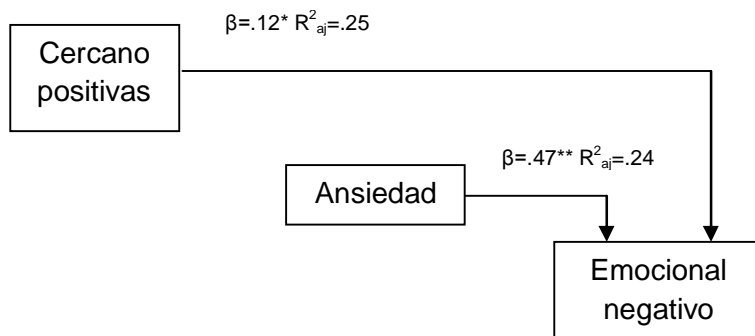 β=.12* R²aj=.25
Cercano
positivas
β=.47** R²aj=.24
Ansiedad
Emocional
negativo